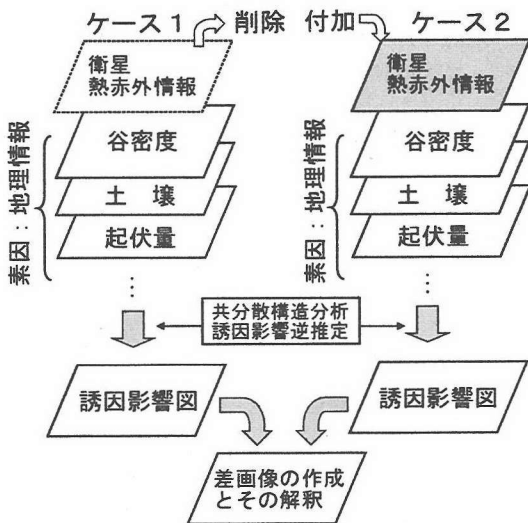 ケース1 削除 付加 ケース2
衛星
熱赤外情報
谷密度
土 壌
起伏量
⋮
素因:地理情報
衛星
熱赤外情報
谷密度
土 壌
起伏量
⋮
素因:地理情報
共分散構造分析
誘因影響逆推定
誘因影響図
誘因影響図
差画像の作成
とその解釈